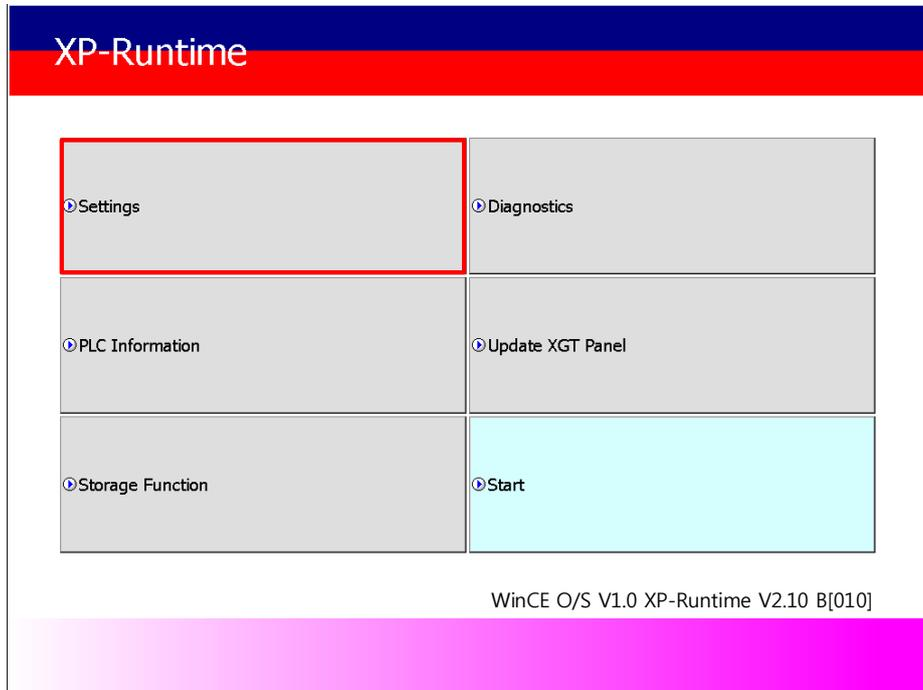 XP-Runtime
Settings
Diagnostics
PLC Information
Update XGT Panel
Storage Function
Start
WinCE O/S V1.0 XP-Runtime V2.10 B[010]